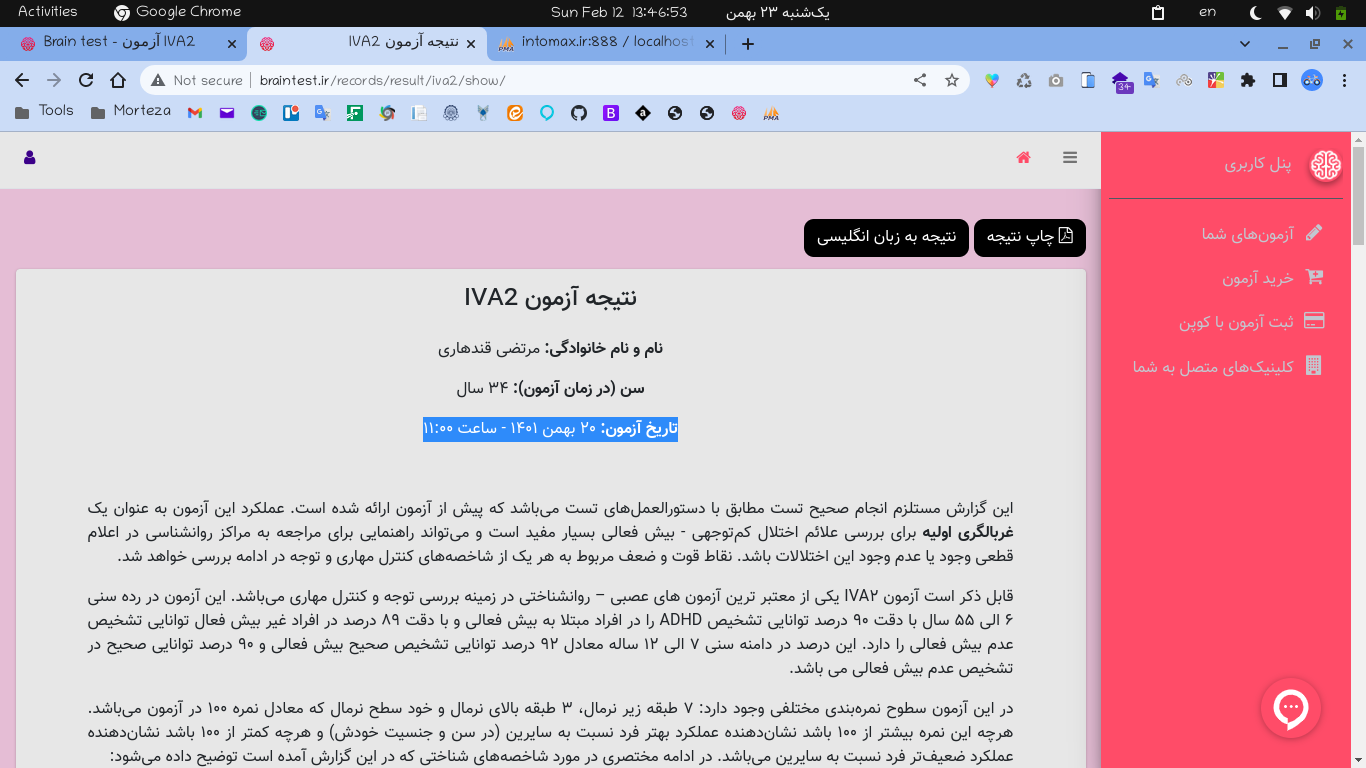 Activities
Google Chrome
Sun Feb 12 13:46:53
یک‌شنبه ۲۳ بهمن
en
Brain test - آزمون IVA2
نتیجه آزمون IVA2
intomax.ir:888 / localhost
Not secure
braintest.ir/records/result/iva2/show/
Tools
Morteza
پنل کاربری
آزمون‌های شما
خرید آزمون
ثبت آزمون با کوپن
کلینیک‌های متصل به شما
چاپ نتیجه
نتیجه به زبان انگلیسی
نتیجه آزمون IVA2
نام و نام خانوادگی: مرتضی قندهاری
سن (در زمان آزمون): ۳۴ سال
تاریخ آزمون: ۲۰ بهمن ۱۴۰۱ - ساعت ۱۱:۰۰
این گزارش مستلزم انجام صحیح تست مطابق با دستورالعمل‌های تست می‌باشد که پیش از آزمون ارائه شده است. عملکرد این آزمون به عنوان یک
غربالگری اولیه برای بررسی علائم اختلال کم‌توجهی - بیش فعالی بسیار مفید است و می‌تواند راهنمایی برای مراجعه به مراکز روانشناسی در اعلام
قطعی وجود یا عدم وجود این اختلالات باشد. نقاط قوت و ضعف مربوط به هر یک از شاخصه‌های کنترل مهاری و توجه در ادامه بررسی خواهد شد.
قابل ذکر است آزمون IVA۲ یکی از معتبر ترین آزمون های عصبی – روانشناختی در زمینه بررسی توجه و کنترل مهاری می‌باشد. این آزمون در رده سنی
۶ الی ۵۵ سال با دقت ۹۰ درصد توانایی تشخیص ADHD را در افراد مبتلا به بیش فعالی و با دقت ۸۹ درصد در افراد غیر بیش فعال توانایی تشخیص
عدم بیش فعالی را دارد. این درصد در دامنه سنی ۷ الی ۱۲ ساله معادل ۹۲ درصد توانایی تشخیص صحیح بیش فعالی و ۹۰ درصد توانایی صحیح در
تشخیص عدم بیش فعالی می باشد.
در این آزمون سطوح نمره‌بندی مختلفی وجود دارد: ۷ طبقه زیر نرمال، ۳ طبقه بالای نرمال و خود سطح نرمال که معادل نمره ۱۰۰ در آزمون می‌باشد.
هرچه این نمره بیشتر از ۱۰۰ باشد نشان‌دهنده عملکرد بهتر فرد نسبت به سایرین (در سن و جنسیت خودش) و هرچه کمتر از ۱۰۰ باشد نشان‌دهنده
عملکرد ضعیف‌تر فرد نسبت به سایرین می‌باشد. در ادامه مختصری در مورد شاخصه‌های شناختی که در این گزارش آمده است توضیح داده می‌شود: